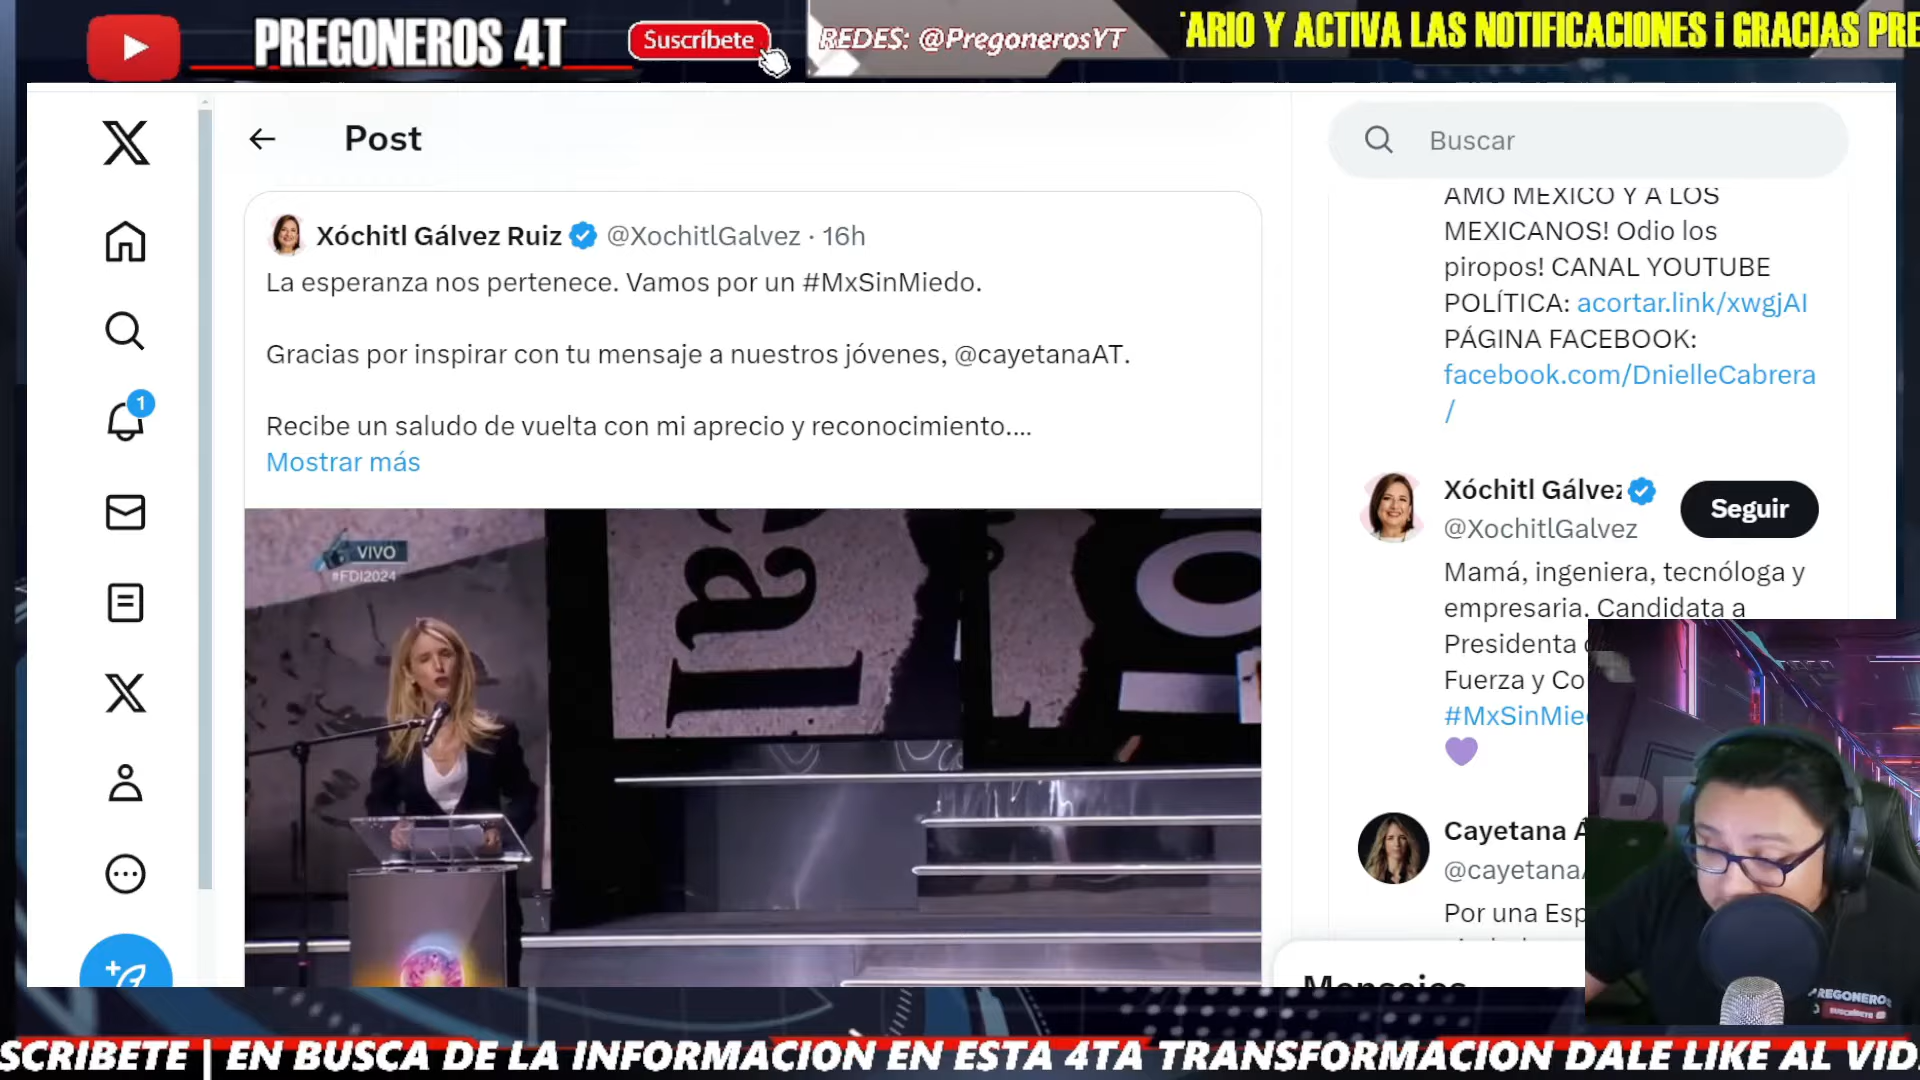 PREGONEROS 4T
Suscríbete
REDES: @PregonerosYT
ARIO Y ACTIVA LAS NOTIFICACIONES ¡ GRACIAS PRE
Post
Xóchitl Gálvez Ruiz @XochitlGalvez · 16h
La esperanza nos pertenece. Vamos por un #MxSinMiedo.
Gracias por inspirar con tu mensaje a nuestros jóvenes, @cayetanaAT.
Recibe un saludo de vuelta con mi aprecio y reconocimiento....
Mostrar más
VIVO
#FDI2024
al
Buscar
AMO MEXICO Y A LOS
MEXICANOS! Odio los
piropos! CANAL YOUTUBE
POLÍTICA: acortar.link/xwgjAI
PÁGINA FACEBOOK:
facebook.com/DnielleCabrera
/
Xóchitl Gálvez
@XochitlGalvez
Seguir
Mamá, ingeniera, tecnóloga y
empresaria. Candidata a
Presidenta
Fuerza y Co
#MxSinMie
Cayetana
@cayetana
Por una Esp
Mensajes
1
PREGONEROS
SUSCRIBETE
SCRIBETE | EN BUSCA DE LA INFORMACION EN ESTA 4TA TRANSFORMACION DALE LIKE AL VID